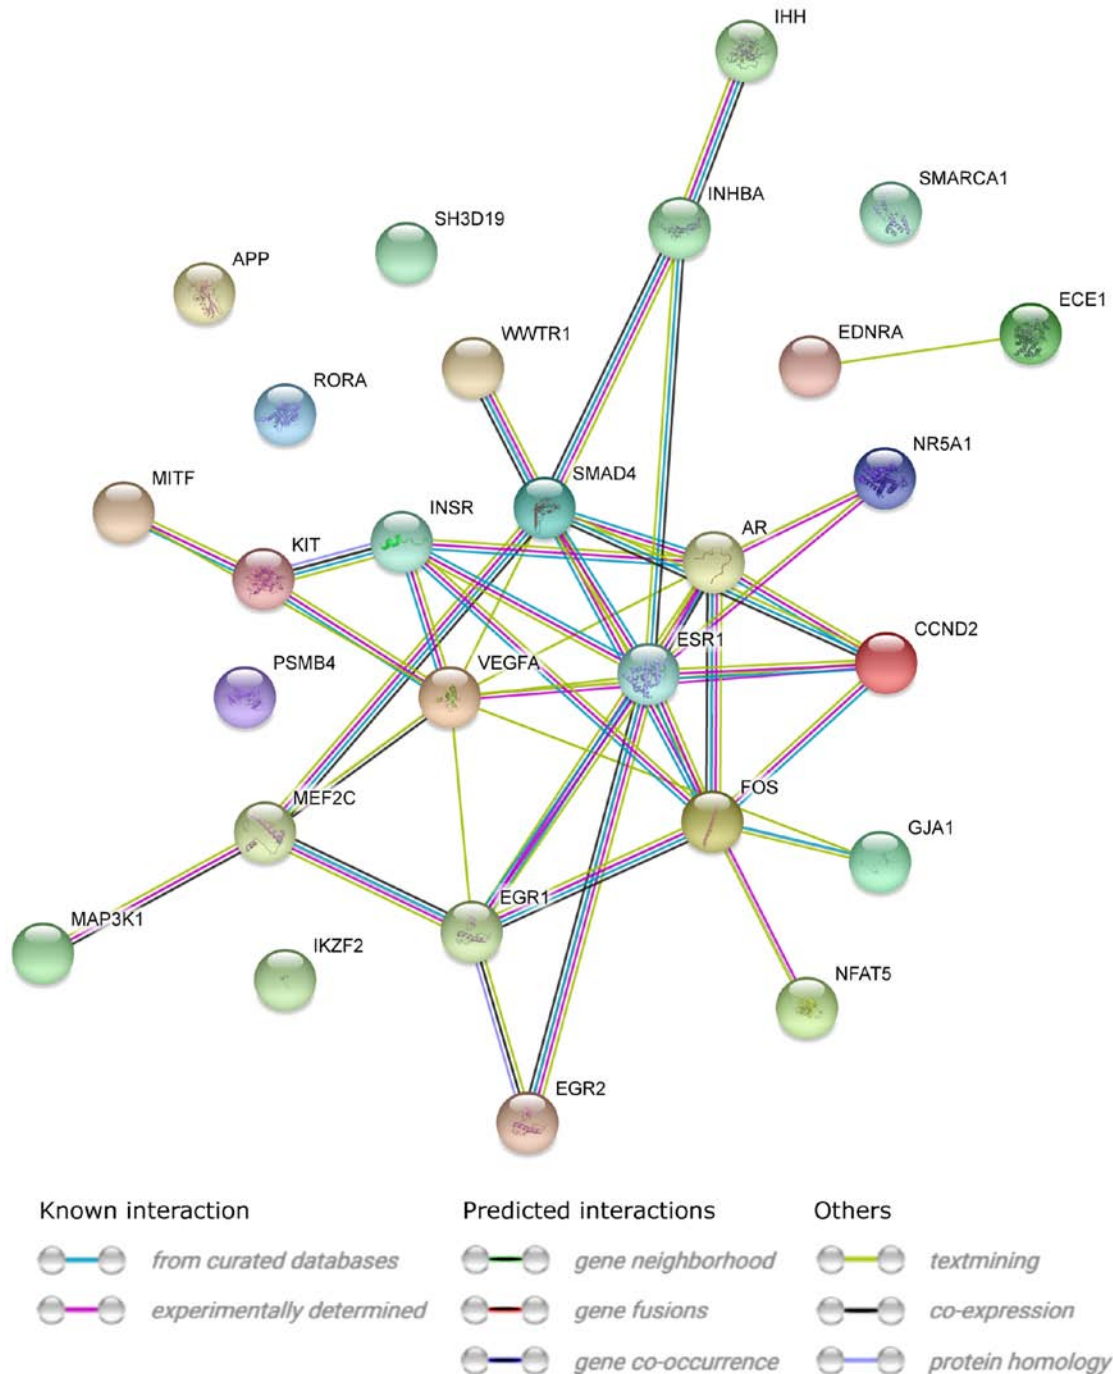 IHH
SMARCA1
INHBA
SH3D19
APP
ECE1
EDNRA
WWTR1
RORA
NR5A1
MITF
SMAD4
INSR
AR
KIT
CCND2
ESR1
PSMB4
VEGFA
FOS
MEF2C
GJA1
EGR1
MAP3K1
IKZF2
NFAT5
EGR2
Known interaction
Predicted interactions
Others
from curated databases
gene neighborhood
textmining
experimentally determined
gene fusions
co-expression
gene co-occurrence
protein homology